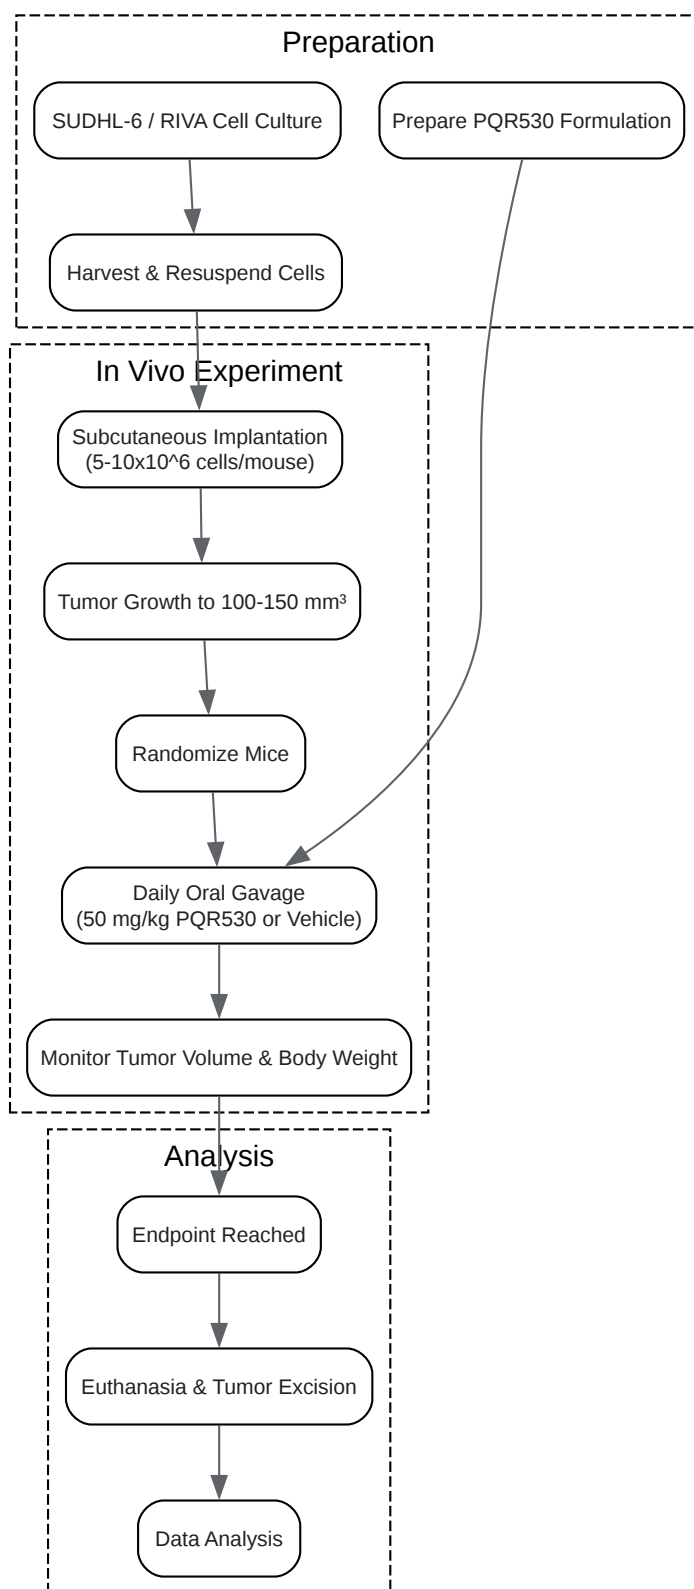 Preparation
SUDHL-6 / RIVA Cell Culture
Prepare PQR530 Formulation
Harvest & Resuspend Cells
In Vivo Experiment
Subcutaneous Implantation
(5-10x10^6 cells/mouse)
Tumor Growth to 100-150 mm³
Randomize Mice
Daily Oral Gavage
(50 mg/kg PQR530 or Vehicle)
Monitor Tumor Volume & Body Weight
Analysis
Endpoint Reached
Euthanasia & Tumor Excision
Data Analysis